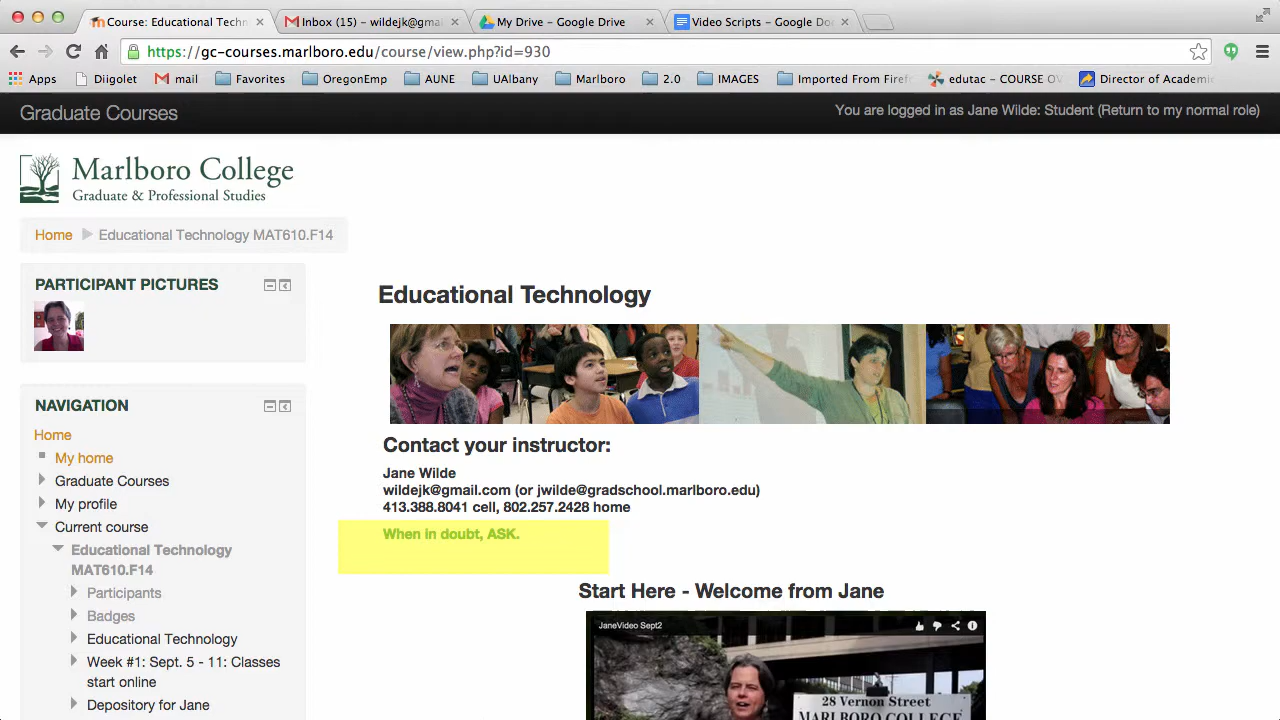 Course: Educational Techn
Inbox (15) – wildejk@gmai
My Drive – Google Drive
Video Scripts – Google Do
https://gc-courses.marlboro.edu/course/view.php?id=930
Apps
Diigolet
mail
Favorites
OregonEmp
AUNE
UAlbany
Marlboro
2.0
IMAGES
Imported From Firef
edutac – COURSE OV
Director of Academi
Graduate Courses
You are logged in as Jane Wilde: Student (Return to my normal role)
Marlboro College
Graduate & Professional Studies
Home
Educational Technology MAT610.F14
PARTICIPANT PICTURES
NAVIGATION
Home
My home
Graduate Courses
My profile
Current course
Educational Technology
MAT610.F14
Participants
Badges
Educational Technology
Week #1: Sept. 5 - 11: Classes
start online
Depository for Jane
Educational Technology
Contact your instructor:
Jane Wilde
wildejk@gmail.com (or jwilde@gradschool.marlboro.edu)
413.388.8041 cell, 802.257.2428 home
When in doubt, ASK.
Start Here - Welcome from Jane
JaneVideo Sept2
28 Vernon Street
MARLBORO COLLEGE